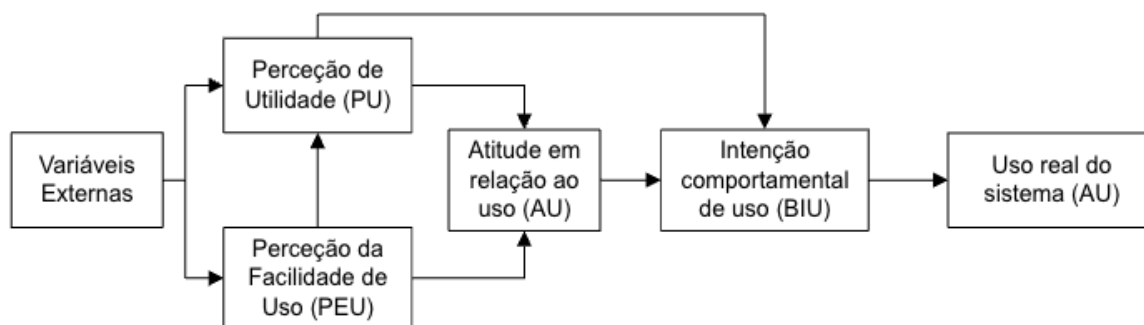 Perceção de
Utilidade (PU)
Variáveis
Externas
Atitude em
relação ao
uso (AU)
Intenção
comportamental
de uso (BIU)
Uso real do
sistema (AU)
Perceção da
Facilidade de
Uso (PEU)